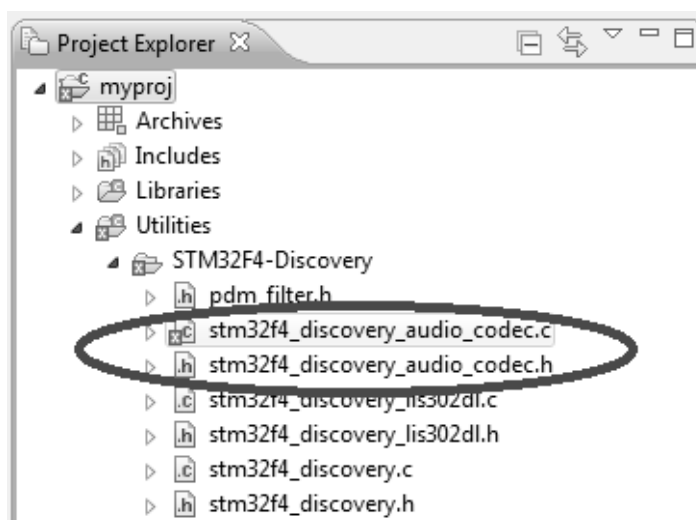 Project Explorer
myproj
Archives
Includes
Libraries
Utilities
STM32F4-Discovery
pdm_filter.h
stm32f4_discovery_audio_codec.c
stm32f4_discovery_audio_codec.h
stm32f4_discovery_lis302dl.c
stm32f4_discovery_lis302dl.h
stm32f4_discovery.c
stm32f4_discovery.h